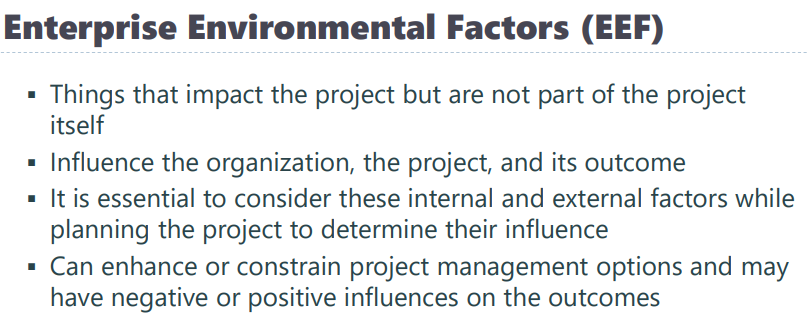 Enterprise Environmental Factors (EEF)
▪ Things that impact the project but are not part of the project
itself
▪ Influence the organization, the project, and its outcome
▪ It is essential to consider these internal and external factors while
planning the project to determine their influence
▪ Can enhance or constrain project management options and may
have negative or positive influences on the outcomes